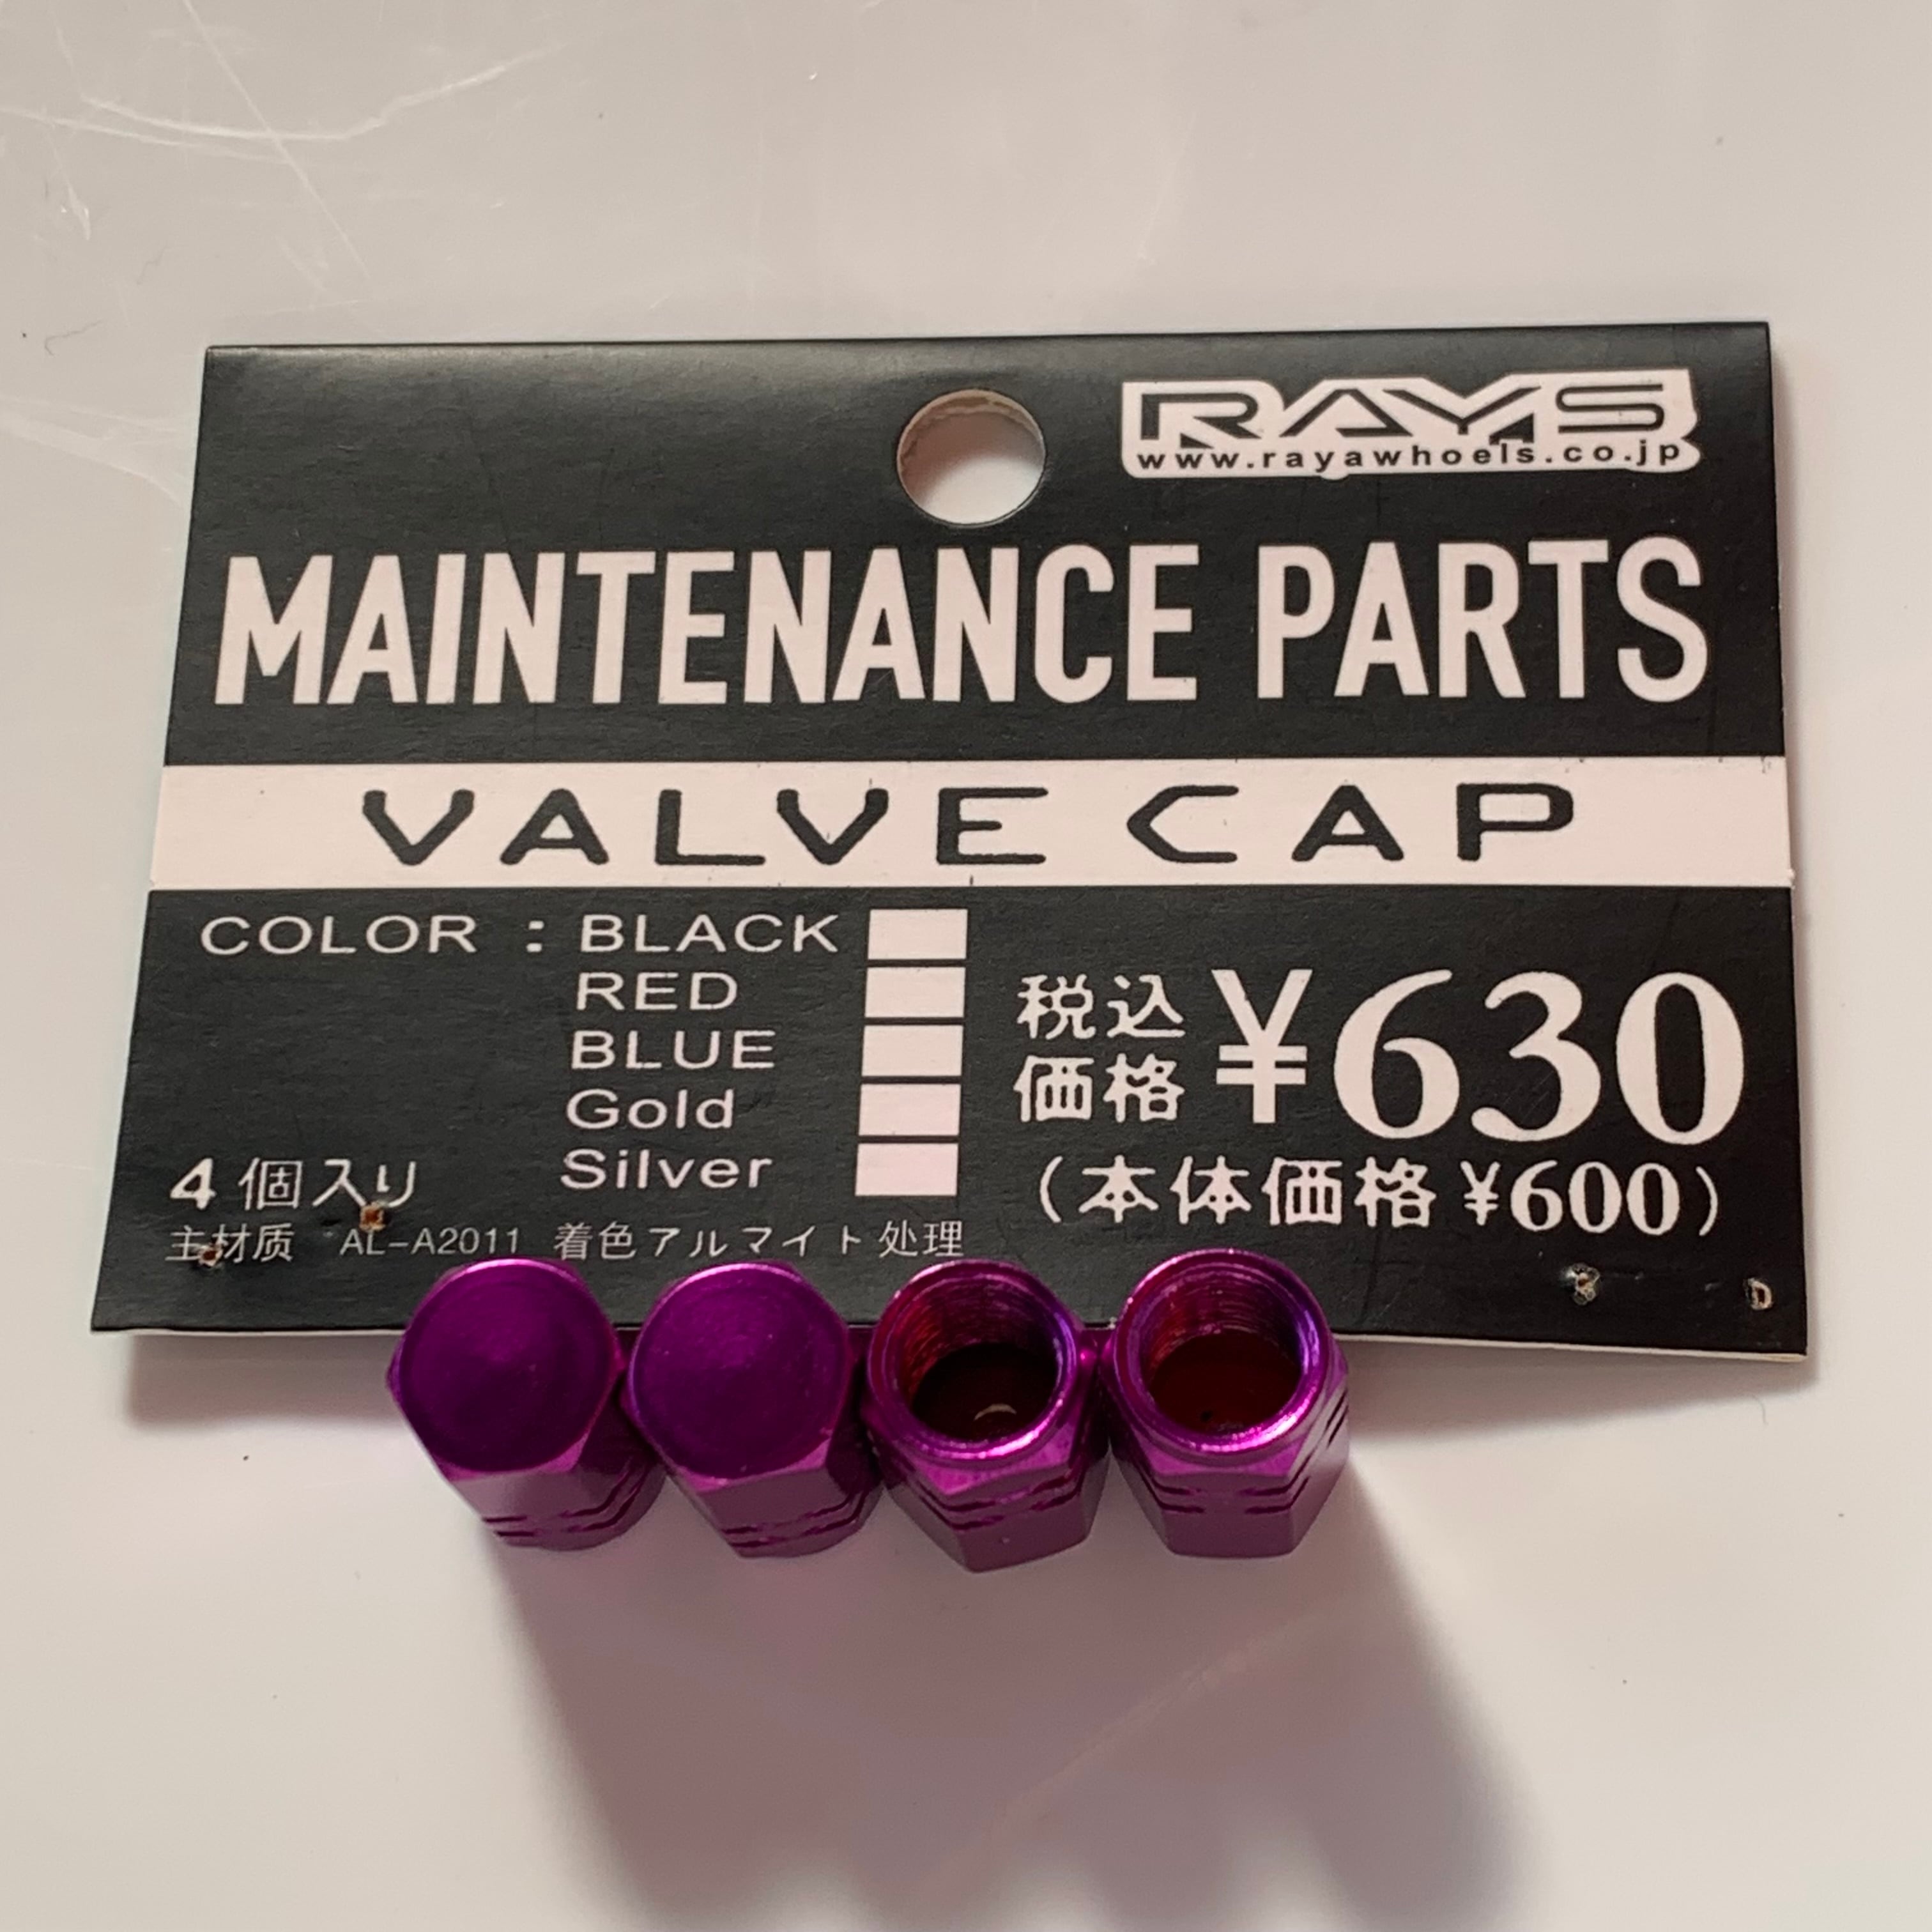 RAYS
www.rayawhoels.co.jp
MAINTENANCE PARTS
VALVE CAP
COLOR : BLACK
RED
BLUE
Gold
Silver
税込
価格 ¥630
(本体価格 ¥600)
4個入り
主材质 AL-A2011 着色アルマイト处理